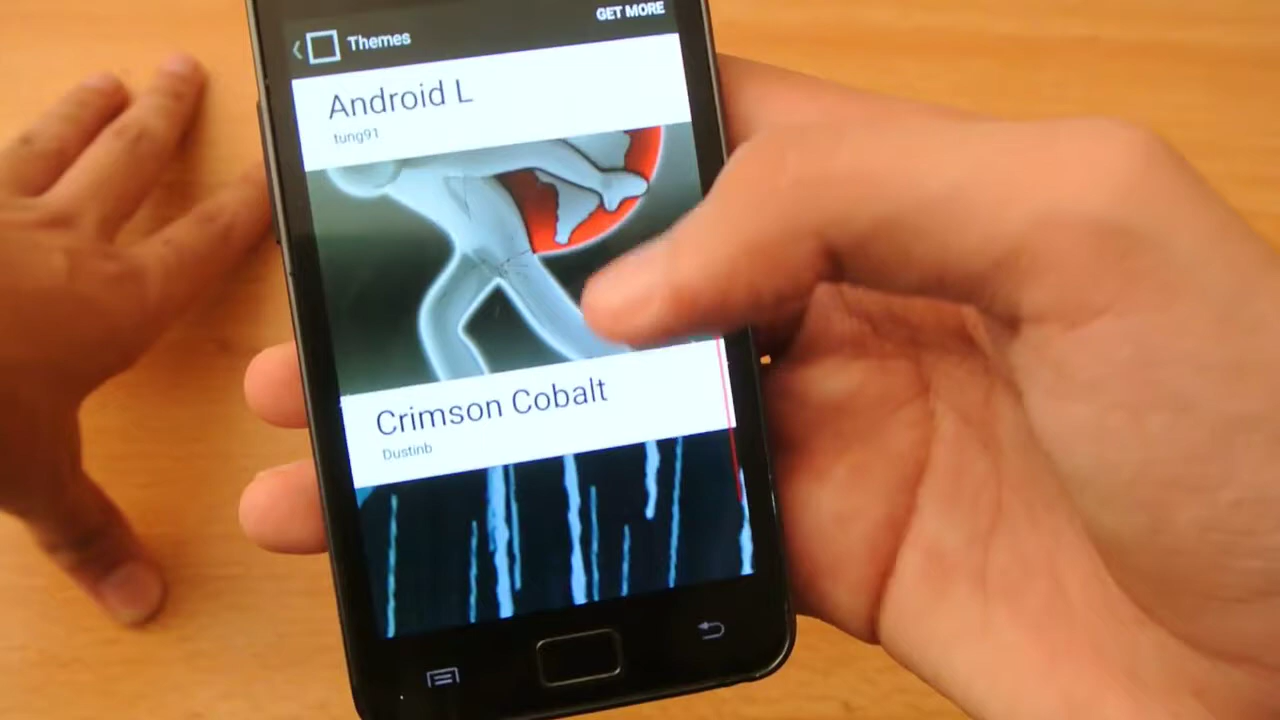 GET MORE
Themes
Android L
tung91
Crimson Cobalt
Dustinb